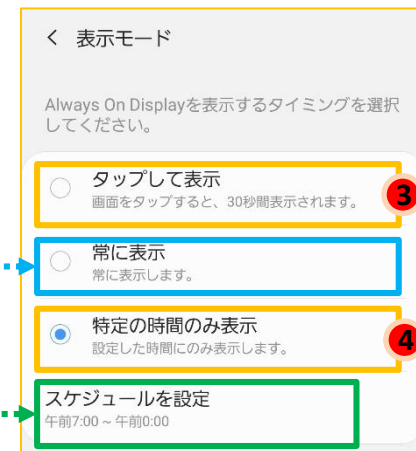 < 表示モード
Always On Displayを表示するタイミングを選択
してください。
タップして表示
画面をタップすると、30秒間表示されます。
3
常に表示
常に表示します。
特定の時間のみ表示
設定した時間にのみ表示します。
4
スケジュールを設定
午前7:00 ~ 午前0:00